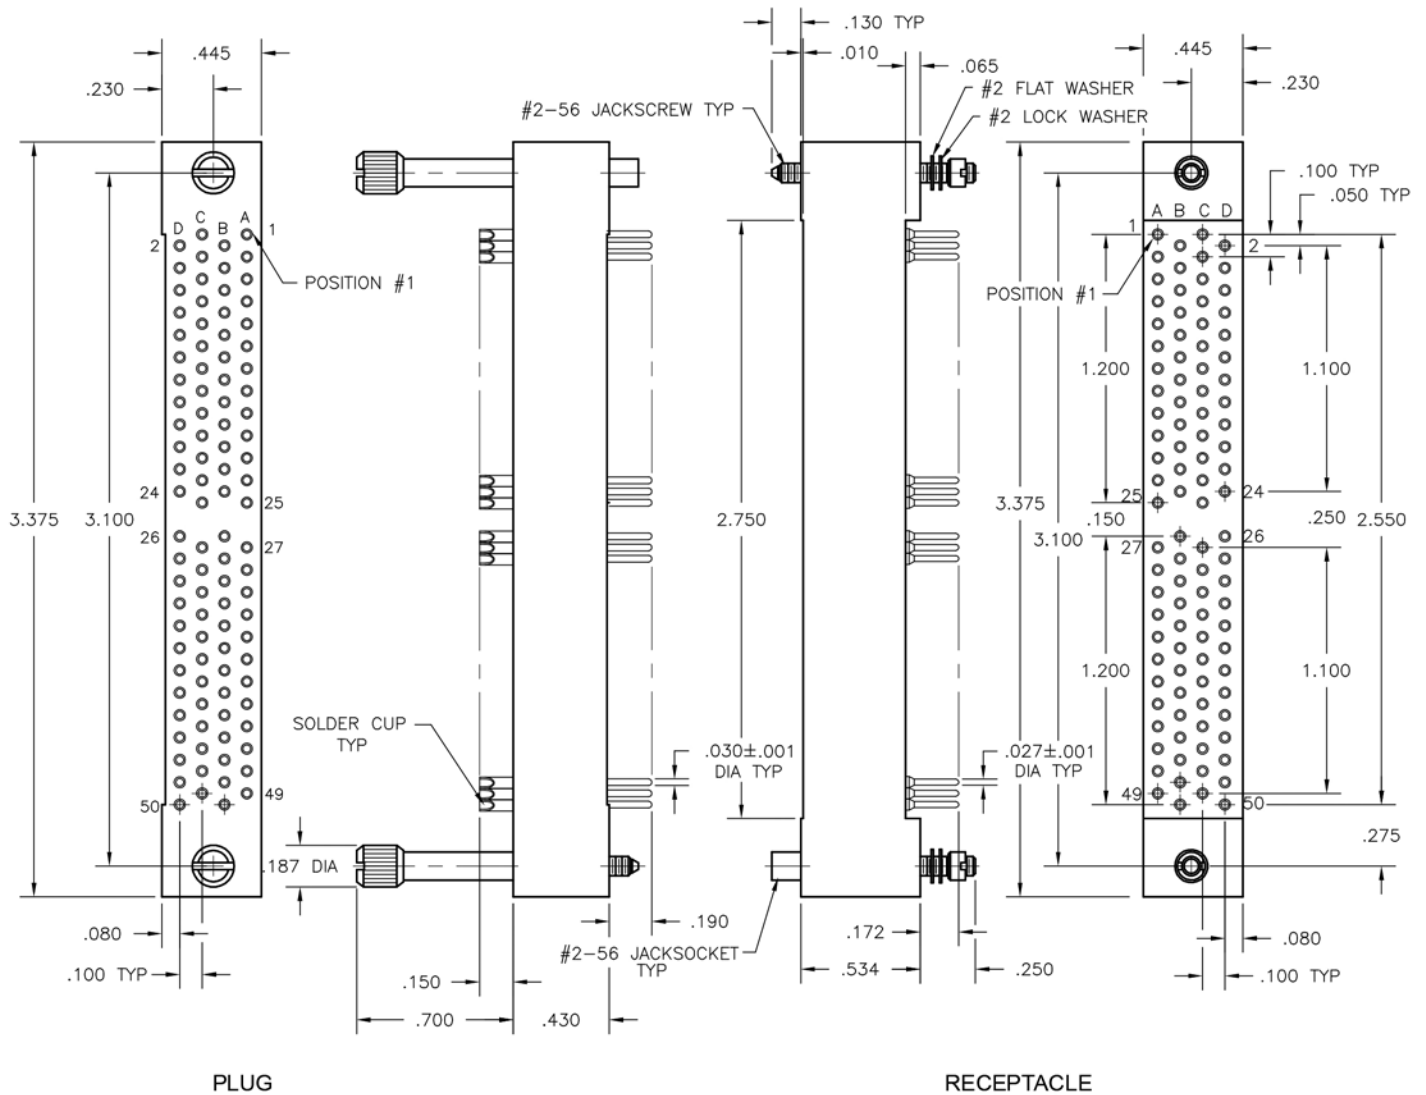 .445
.230
3.375
3.100
D C B A
1
2
POSITION #1
24
25
26
27
50
49
.187 DIA
.080
.100 TYP
SOLDER CUP
TYP
.150
.700
.430
.190
.030±.001
DIA TYP
PLUG
.130 TYP
.010
.065
#2 FLAT WASHER
#2 LOCK WASHER
#2-56 JACKSCREW TYP
2.750
.027±.001
DIA TYP
#2-56 JACKSOCKET
TYP
.172
.534
.250
.445
.230
.100 TYP
.050 TYP
A B C D
1
2
POSITION #1
3.375
3.100
1.200
1.100
25
24
.150
.250
2.550
27
26
1.200
1.100
49
50
.275
.080
.100 TYP
RECEPTACLE